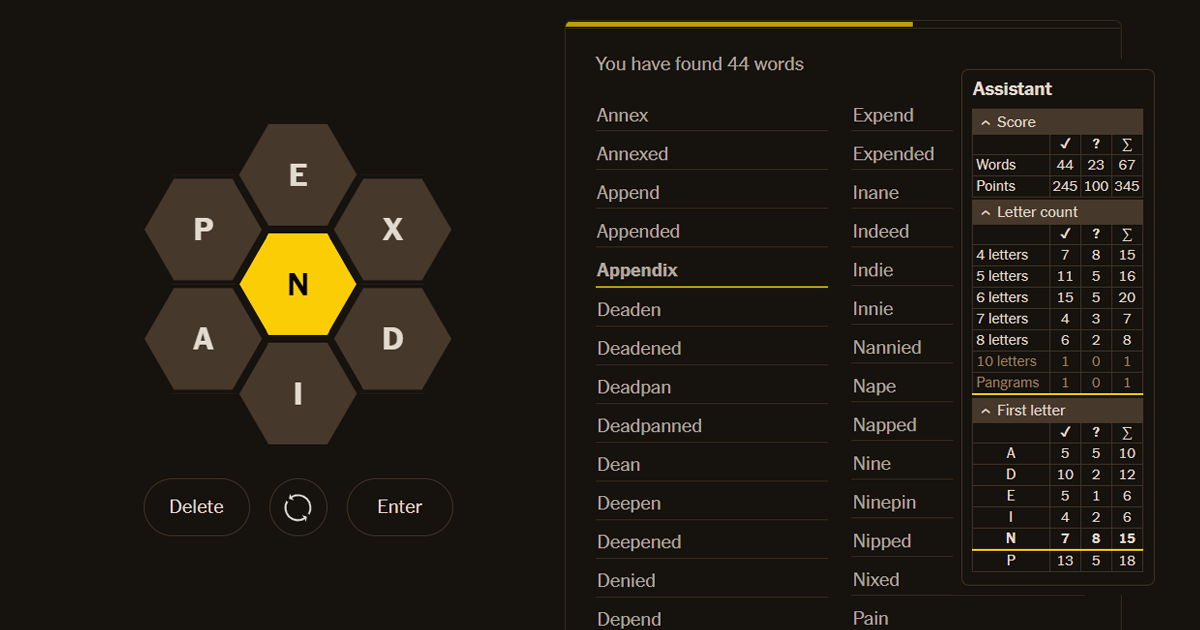 E
P
X
N
A
D
I
Delete
Enter
You have found 44 words
Annex
Annexed
Append
Appended
Appendix
Deaden
Deadened
Deadpan
Deadpanned
Dean
Deepen
Deepened
Denied
Depend
Expend
Expended
Inane
Indeed
Indie
Innie
Nannied
Nape
Napped
Nine
Ninepin
Nipped
Nixed
Pain
Assistant
Score
✓ ? ∑
Words 44 23 67
Points 245 100 345
Letter count
✓ ? ∑
4 letters 7 8 15
5 letters 11 5 16
6 letters 15 5 20
7 letters 4 3 7
8 letters 6 2 8
10 letters 1 0 1
Pangrams 1 0 1
First letter
✓ ? ∑
A 5 5 10
D 10 2 12
E 5 1 6
I 4 2 6
N 7 8 15
P 13 5 18